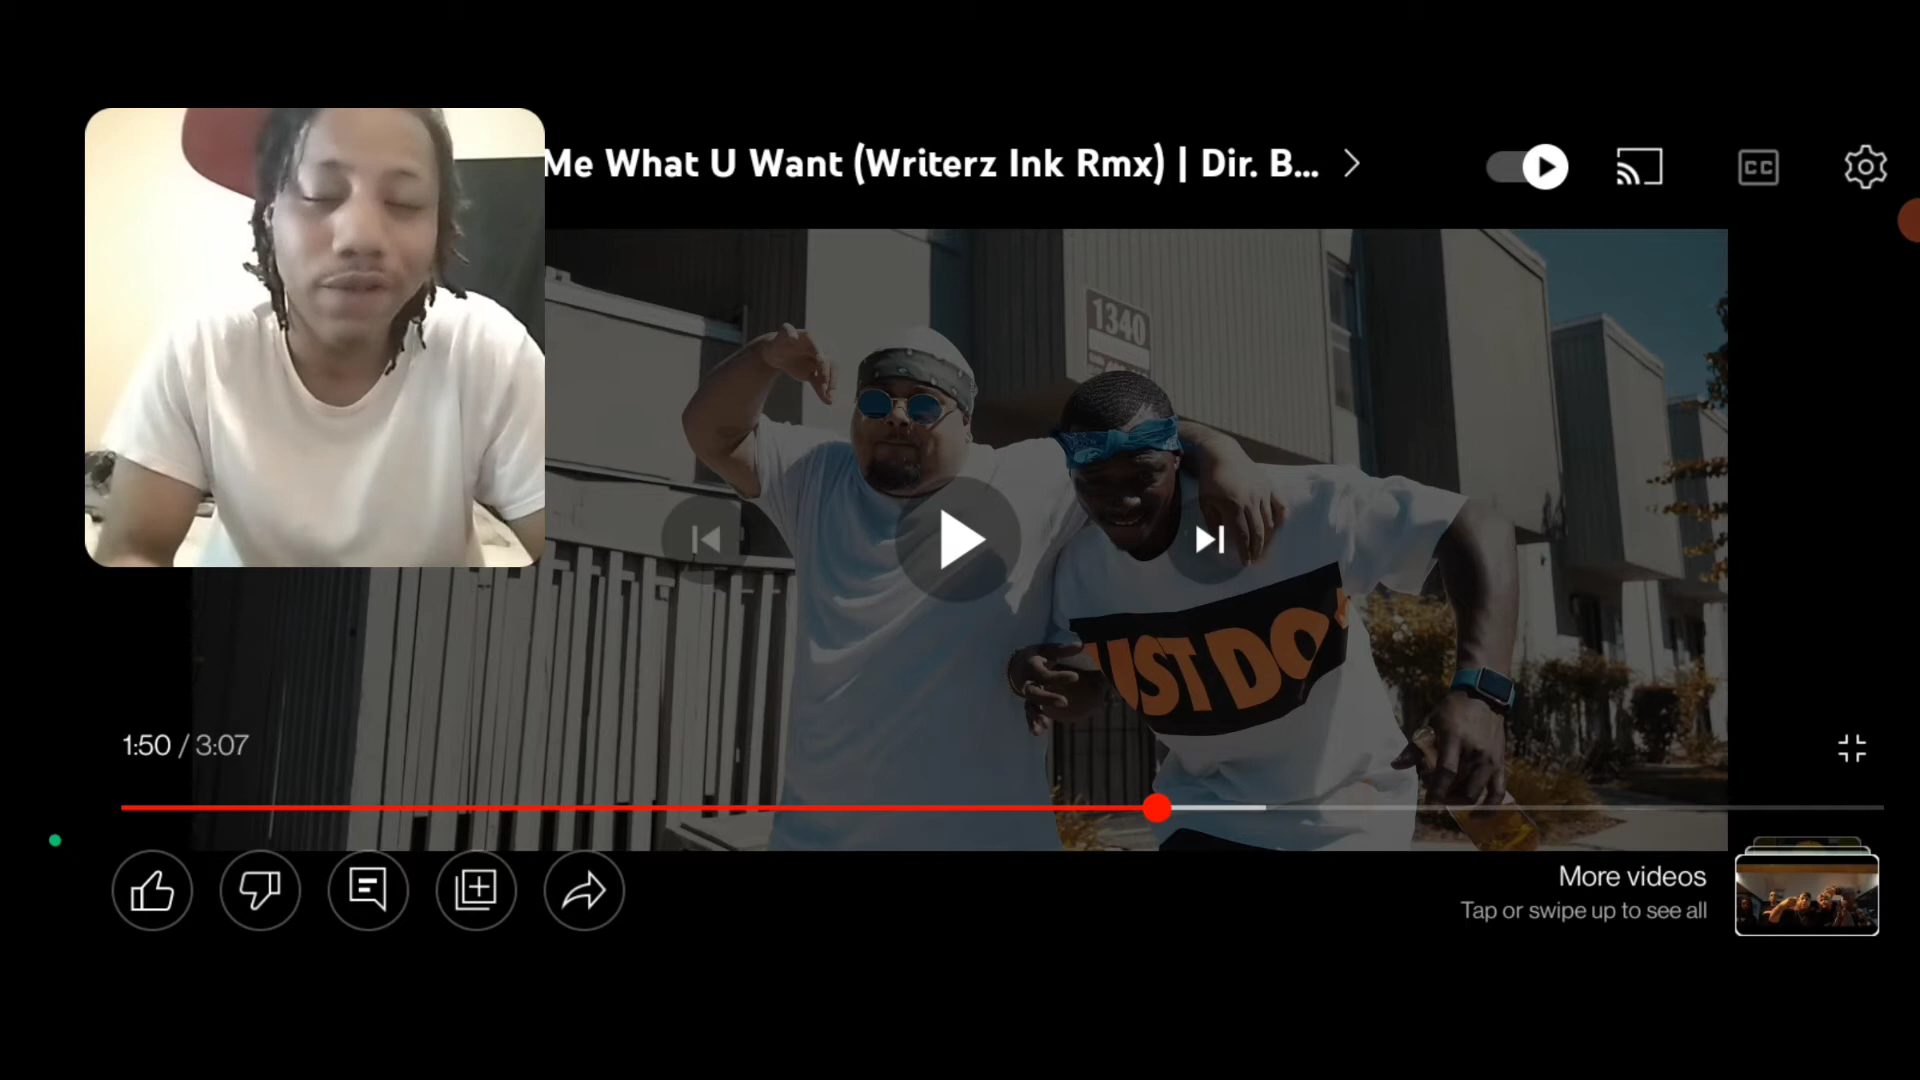 Me What U Want (Writerz Ink Rmx) | Dir. B...
CC
1340
UST DO
1:50 / 3:07
More videos
Tap or swipe up to see all